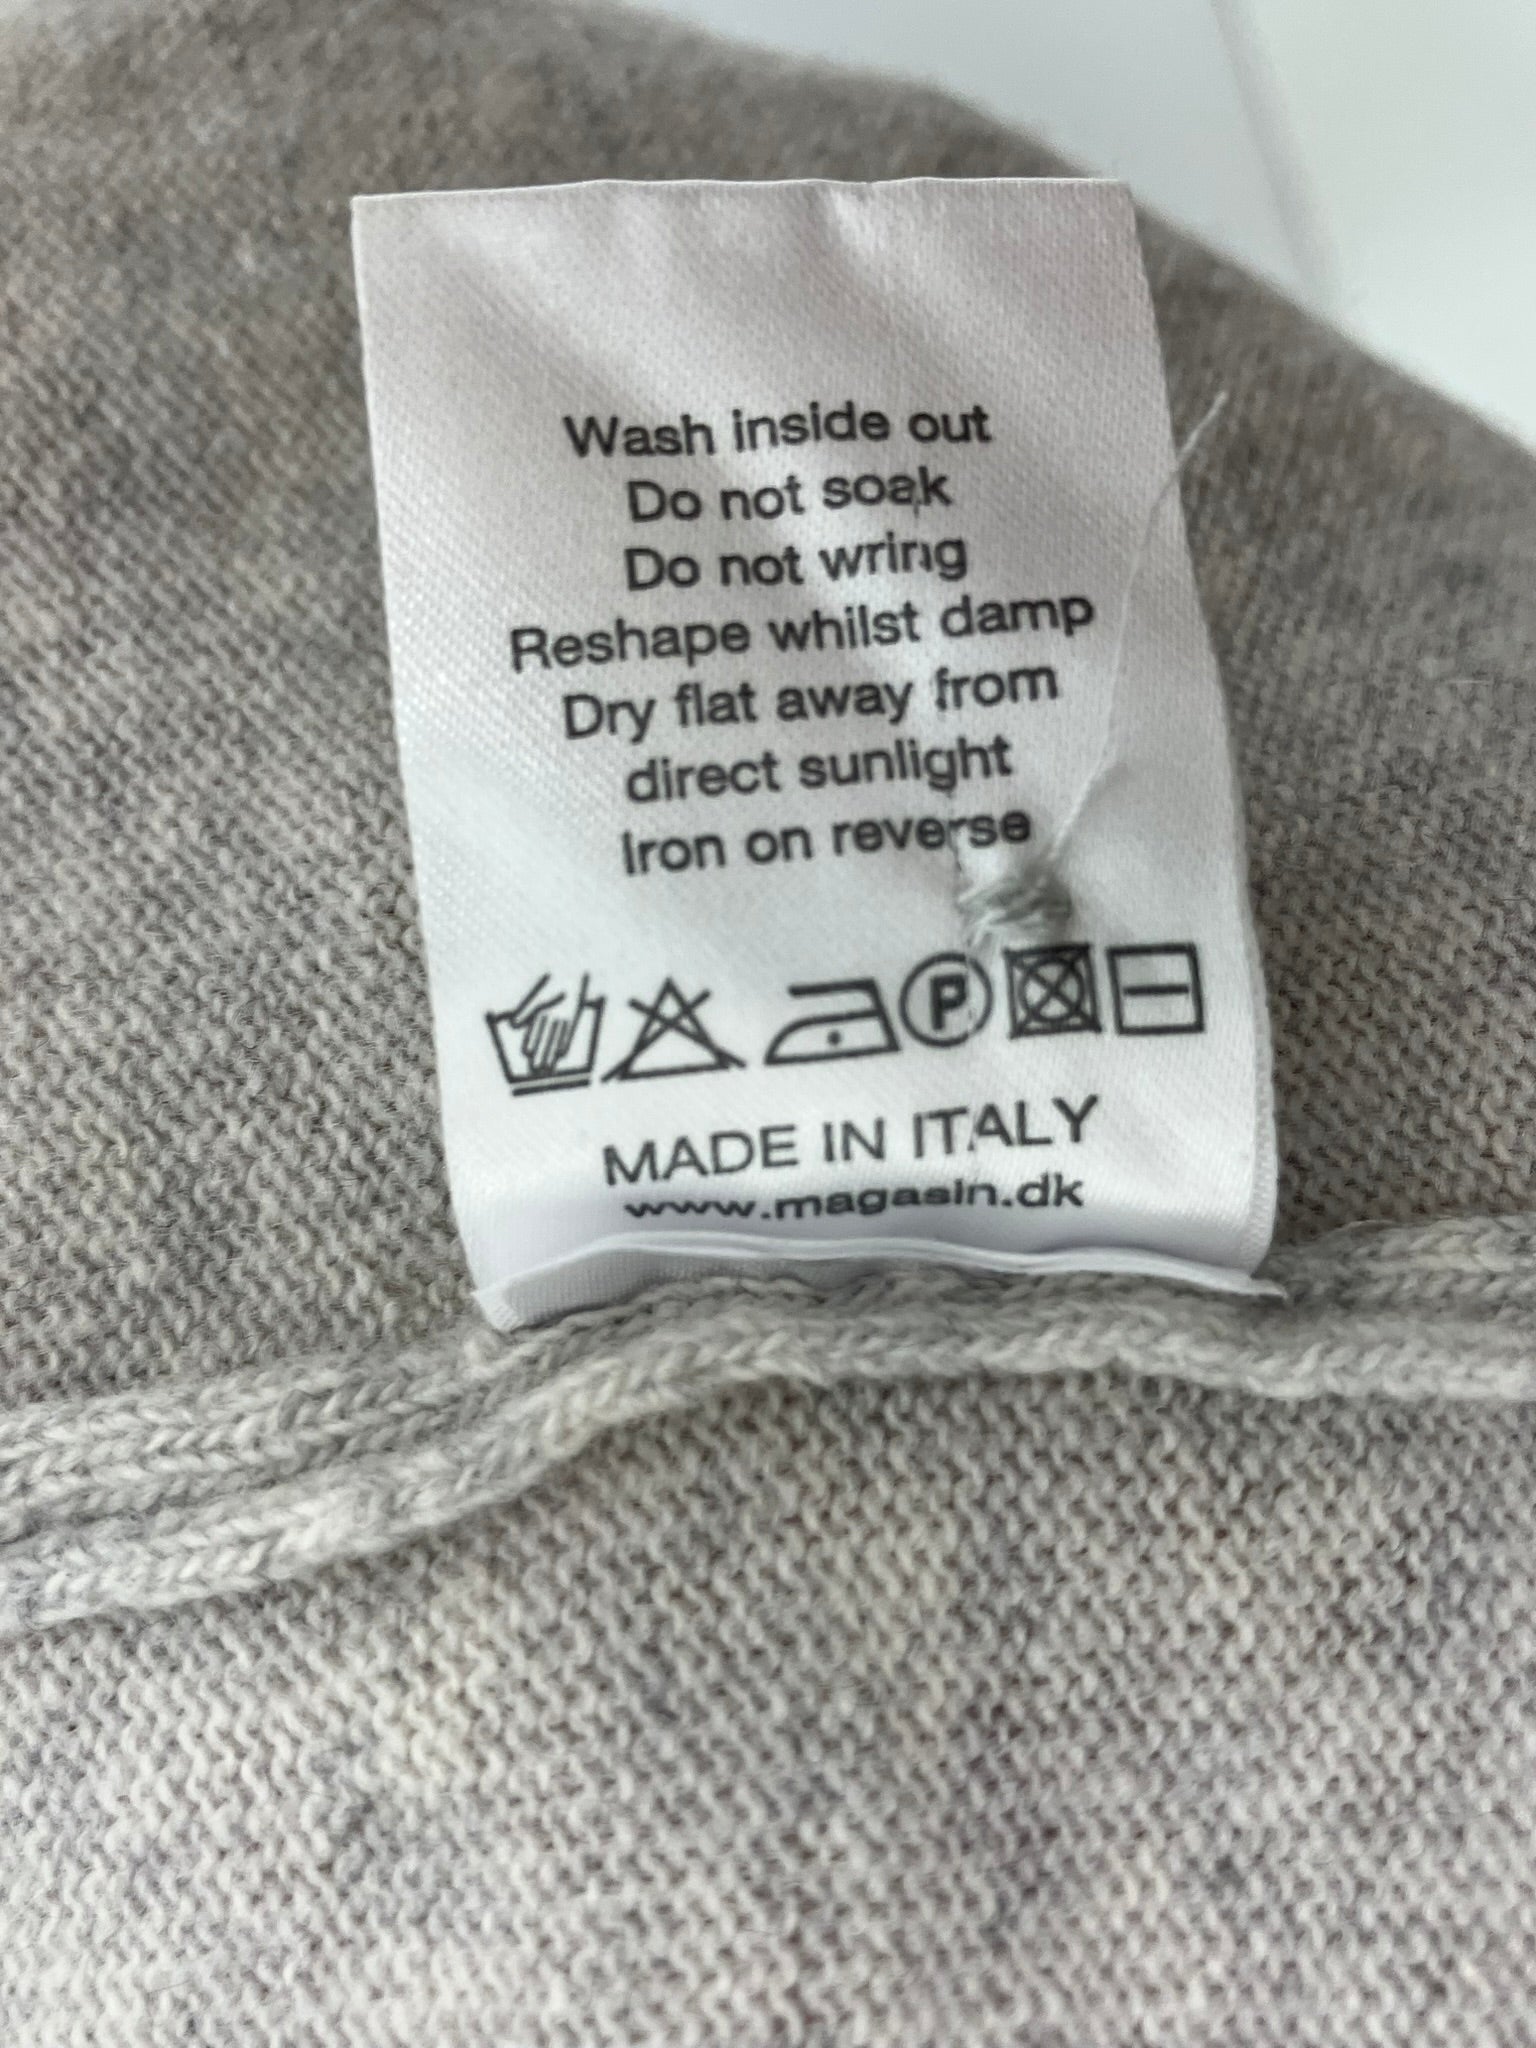 Wash inside out
Do not soak
Do not wring
Reshape whilst damp
Dry flat away from
direct sunlight
Iron on reverse
P
MADE IN ITALY
www.magasin.dk